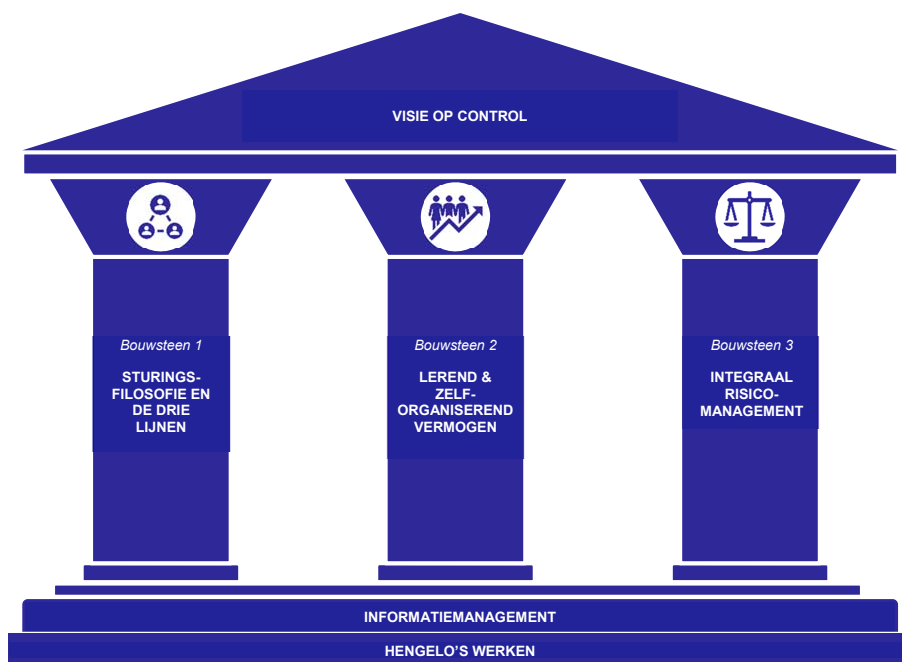 VISIE OP CONTROL
Bouwsteen 1
STURINGS-
FILOSOFIE EN
DE DRIE
LIJNEN
Bouwsteen 2
LEREND &
ZELF-
ORGANISEREND
VERMOGEN
Bouwsteen 3
INTEGRAAL
RISICO-
MANAGEMENT
INFORMATIEMANAGEMENT
HENGELO'S WERKEN